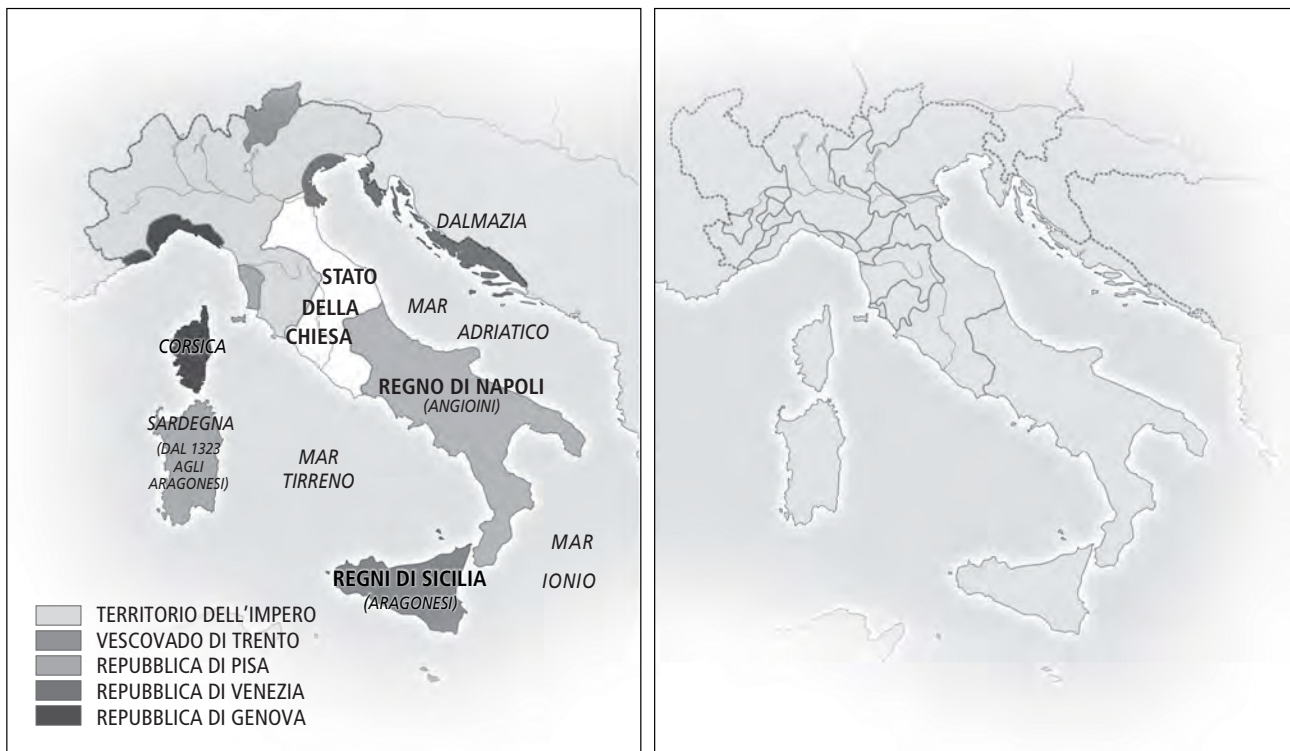 DALMAZIA
STATO
DELLA
CHIESA
MAR
ADRIATICO
CORSICA
REGNO DI NAPOLI
(ANGIOINI)
SARDEGNA
(DAL 1323
AGLI
ARAGONESI)
MAR
TIRRENO
MAR
IONIO
REGNI DI SICILIA
(ARAGONESI)
TERRITORIO DELL'IMPERO
VESCOVADO DI TRENTO
REPUBBLICA DI PISA
REPUBBLICA DI VENEZIA
REPUBBLICA DI GENOVA